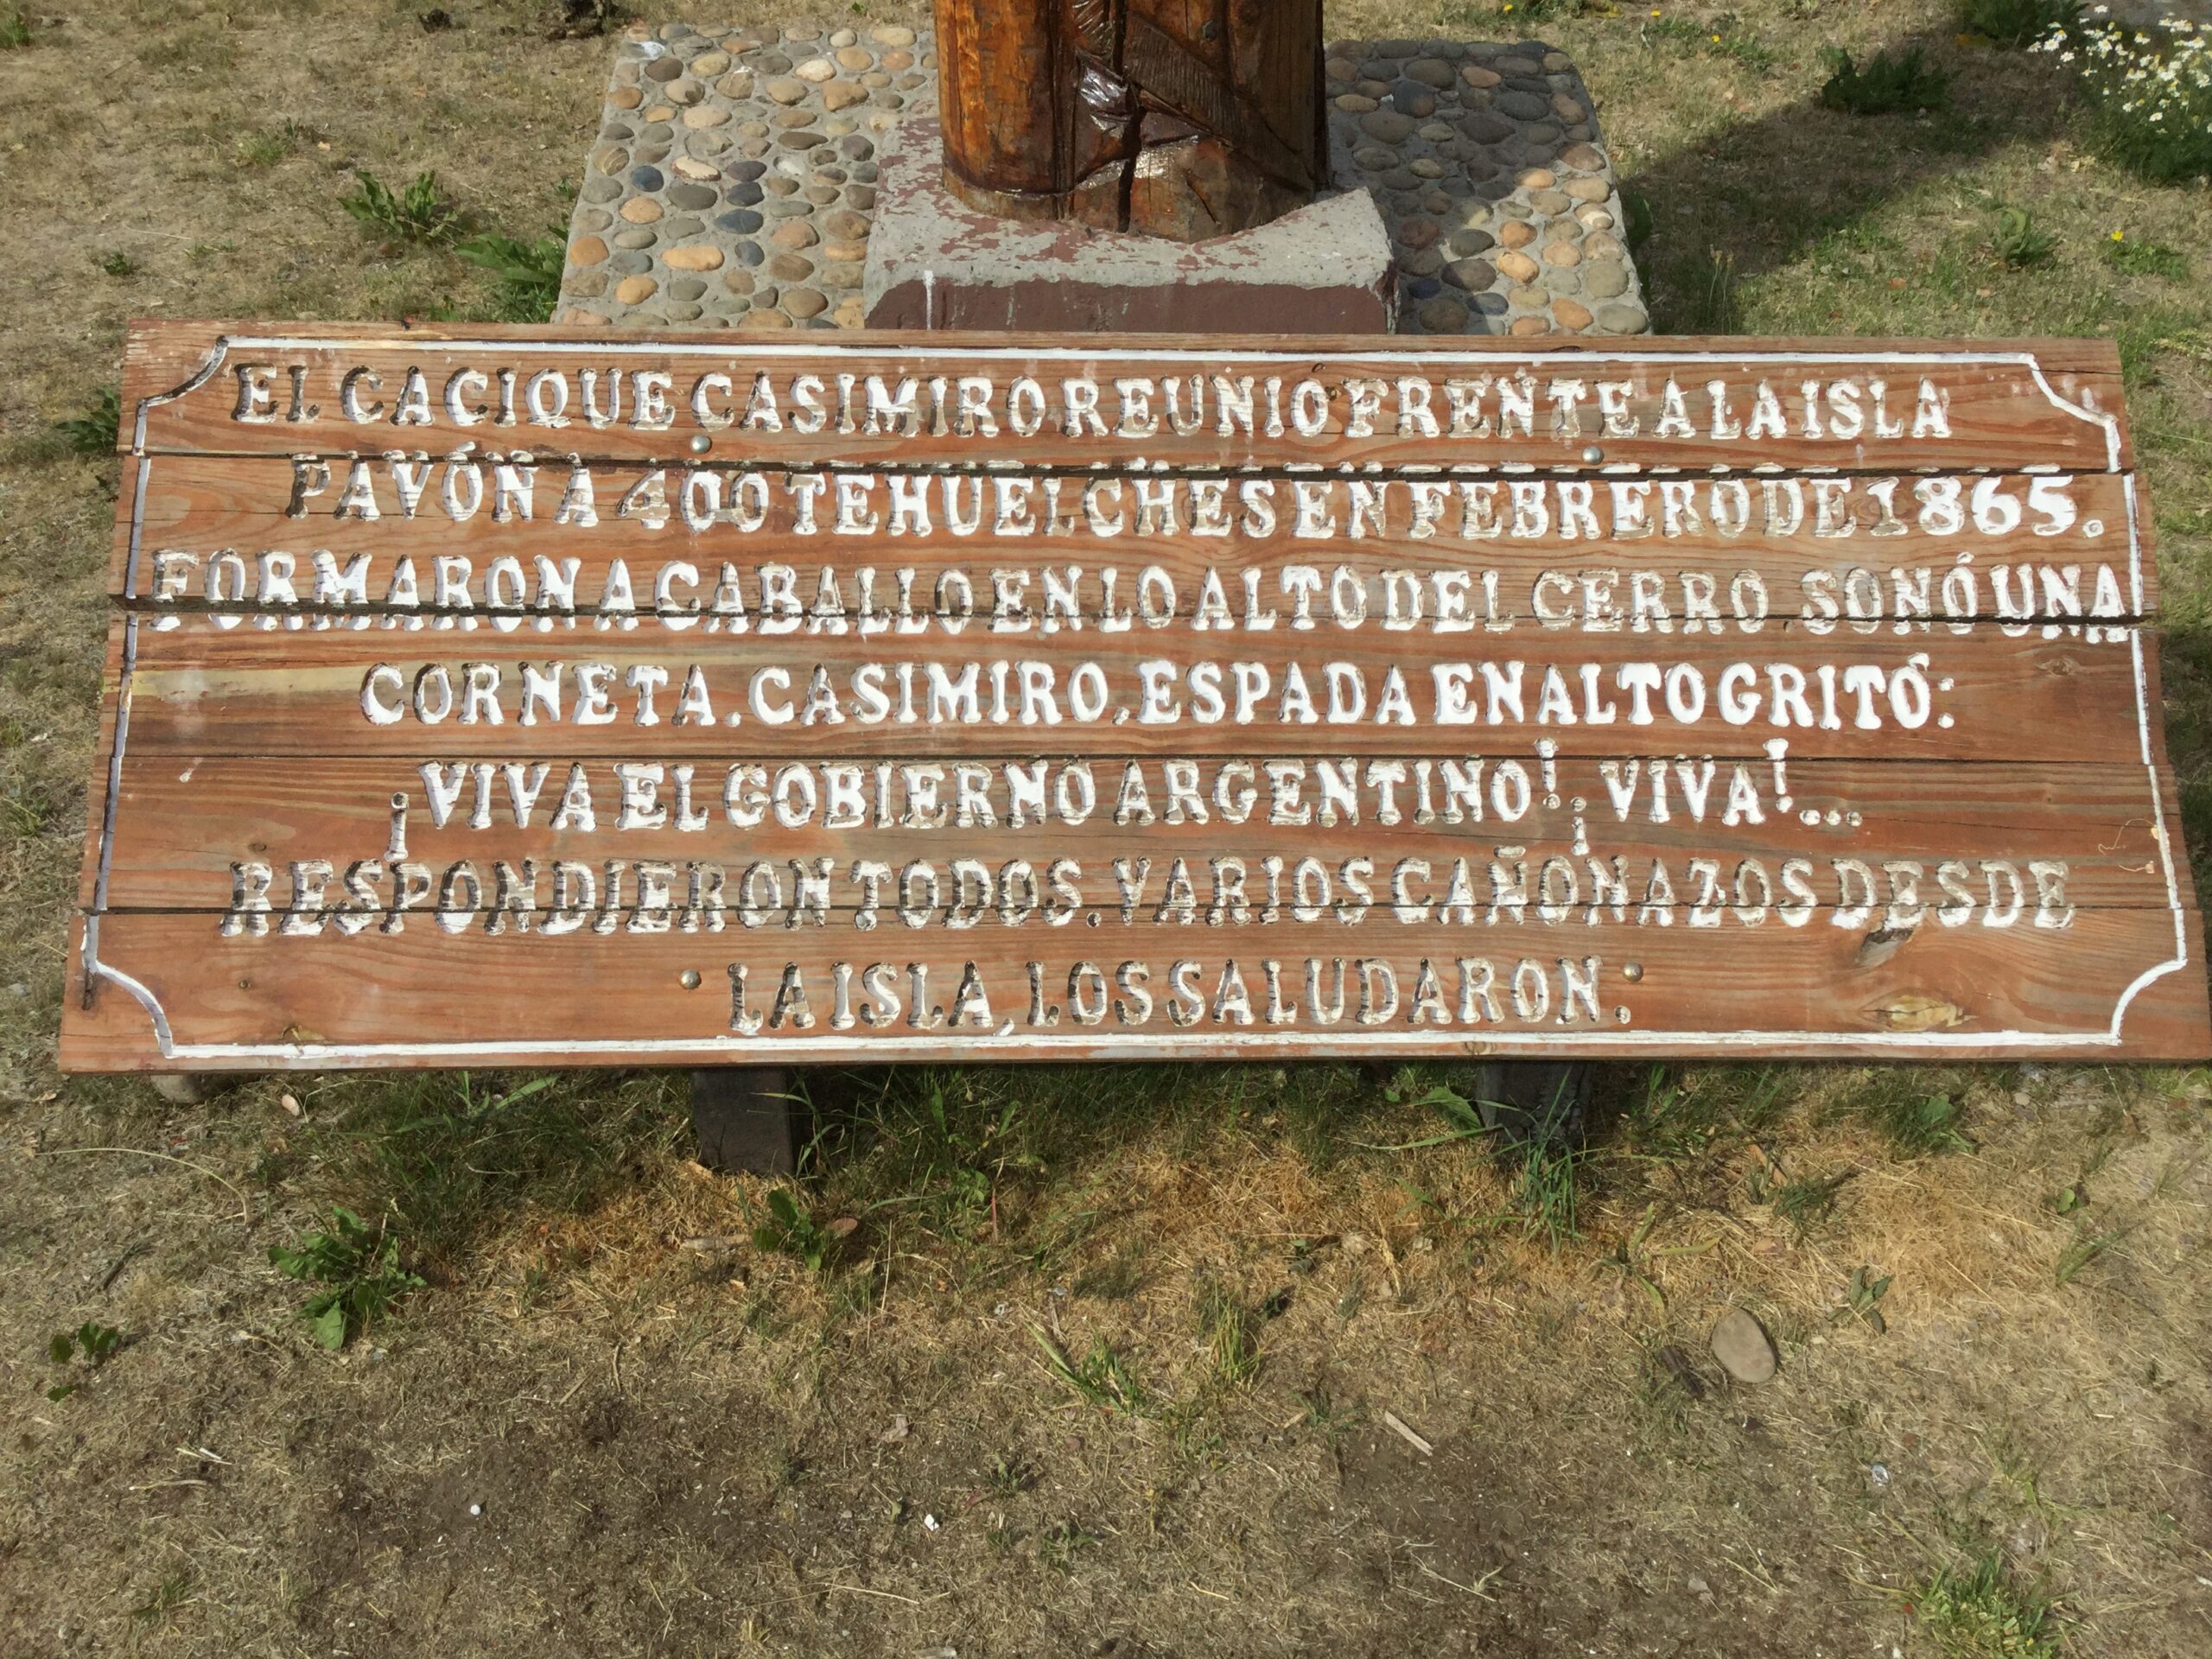 EL CACIQUE CASIMIRO REUNIO FRENTE A LA ISLA
PAVÓN A 400 TEHUELCHES EN FEBRERO DE 1865.
FORMARON A CABALLO EN LO ALTO DEL CERRO SONÓ UNA
CORNETA. CASIMIRO, ESPADA EN ALTO GRITÓ:
¡VIVA EL GOBIERNO ARGENTINO!. ¡VIVA!...
RESPONDIERON TODOS. VARIOS CAÑONAZOS DESDE
LA ISLA, LOS SALUDARON.